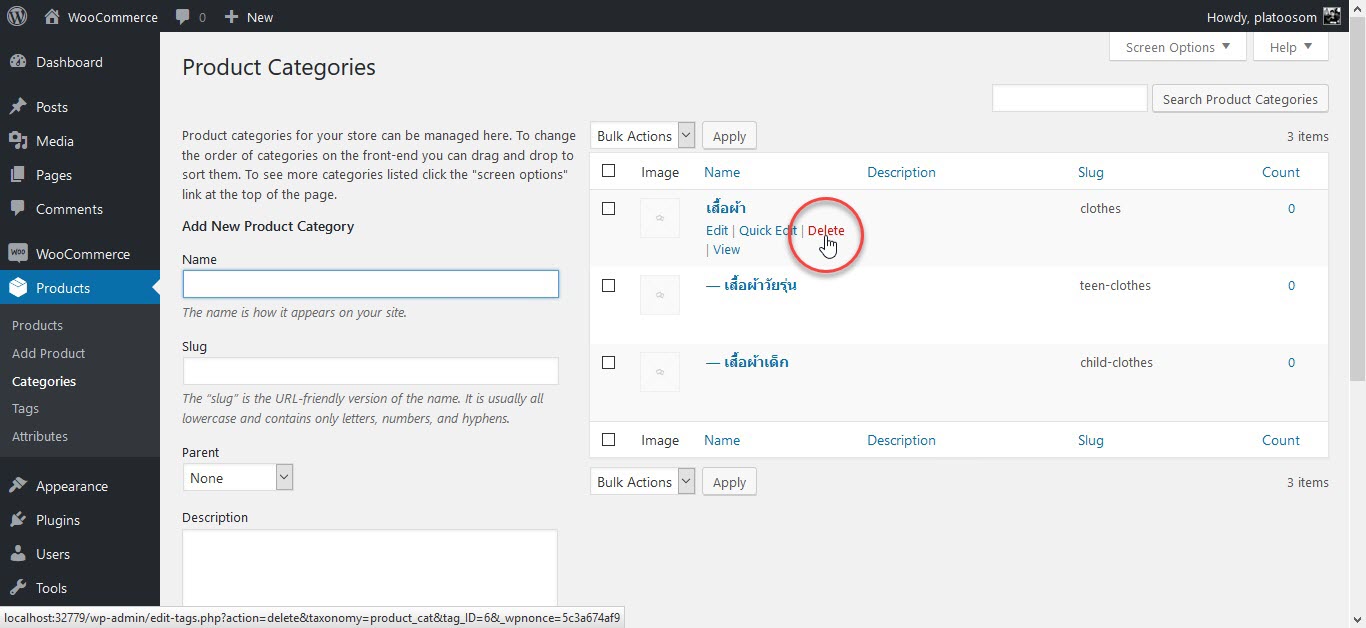 WooCommerce 0 New Howdy, platoosom
Dashboard
Posts
Media
Pages
Comments
WooCommerce
Products
Products
Add Product
Categories
Tags
Attributes
Appearance
Plugins
Users
Tools
Screen Options Help
Product Categories
Search Product Categories
Product categories for your store can be managed here. To change
the order of categories on the front-end you can drag and drop to
sort them. To see more categories listed click the "screen options"
link at the top of the page.
Add New Product Category
Name
The name is how it appears on your site.
Slug
The “slug” is the URL-friendly version of the name. It is usually all
lowercase and contains only letters, numbers, and hyphens.
Parent
None
Description
Bulk Actions Apply 3 items
Image Name Description Slug Count
เสื้อผ้า clothes 0
Edit | Quick Edit | Delete
| View
— เสื้อผ้าวัยรุ่น teen-clothes 0
— เสื้อผ้าเด็ก child-clothes 0
Image Name Description Slug Count
Bulk Actions Apply 3 items
localhost:32779/wp-admin/edit-tags.php?action=delete&taxonomy=product_cat&tag_ID=6&_wpnonce=5c3a674af9